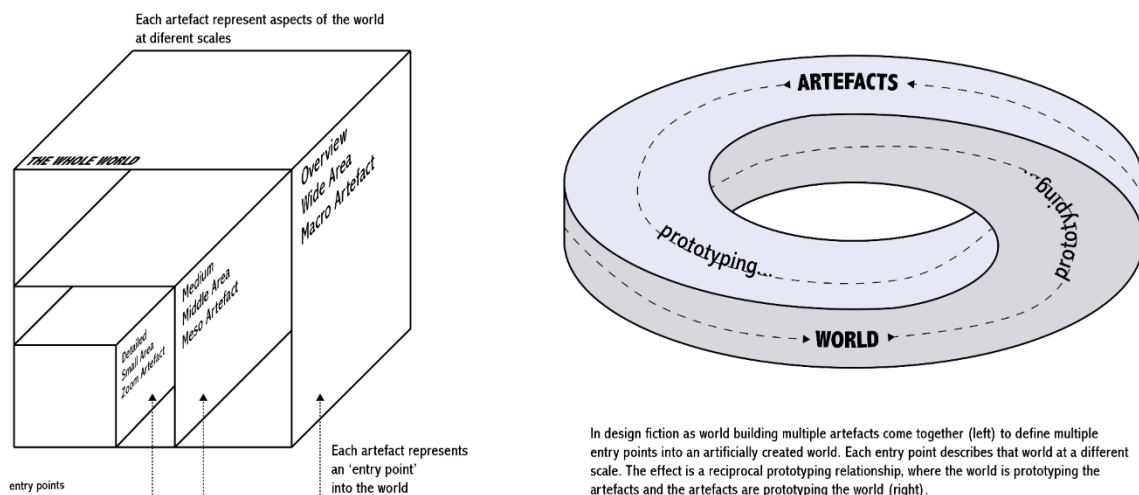 Each artefact represent aspects of the world
at diferent scales
THE WHOLE WORLD
Overview
Wide Area
Macro Artefact
Medium
Middle Area
Meso Artefact
Detailed
Small Area
Zoom Artefact
Each artefact represents
an ‘entry point’
into the world
entry points
ARTEFACTS
prototyping...
prototyping...
WORLD
In design fiction as world building multiple artefacts come together (left) to define multiple
entry points into an artificially created world. Each entry point describes that world at a different
scale. The effect is a reciprocal prototyping relationship, where the world is prototyping the
artefacts and the artefacts are prototyping the world (right).